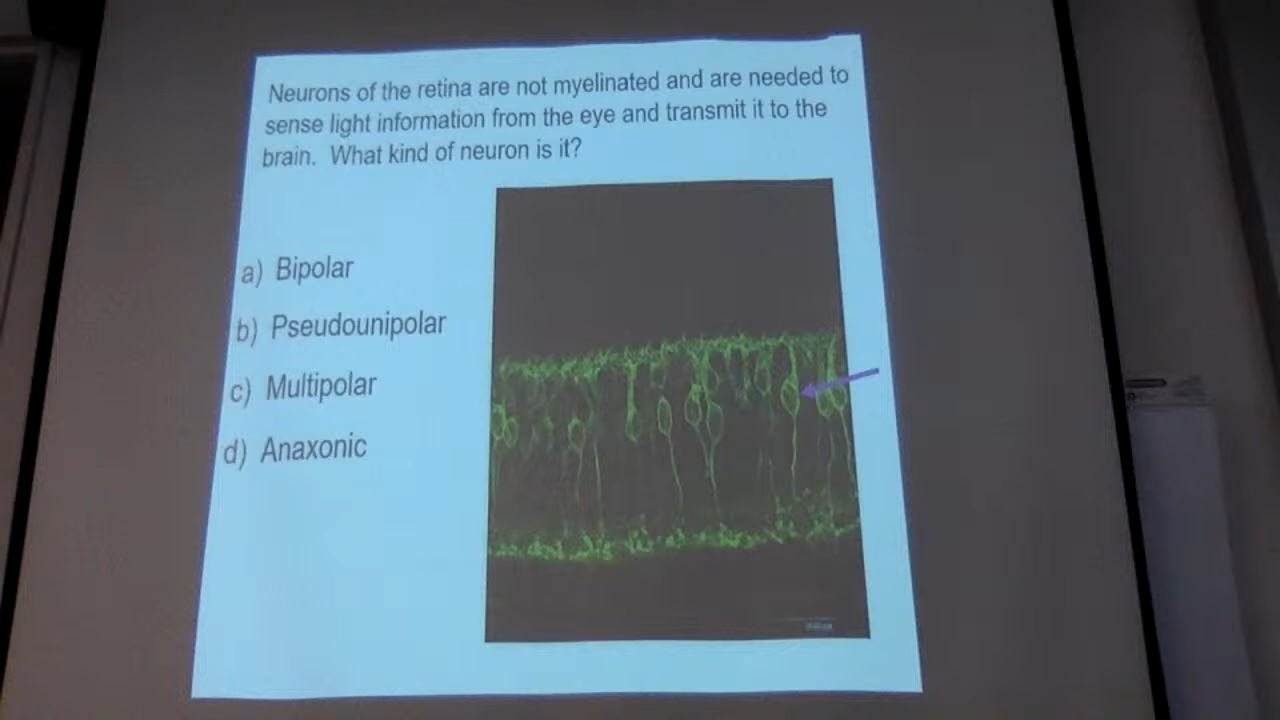 Neurons of the retina are not myelinated and are needed to
sense light information from the eye and transmit it to the
brain. What kind of neuron is it?
a) Bipolar
b) Pseudounipolar
c) Multipolar
d) Anaxonic